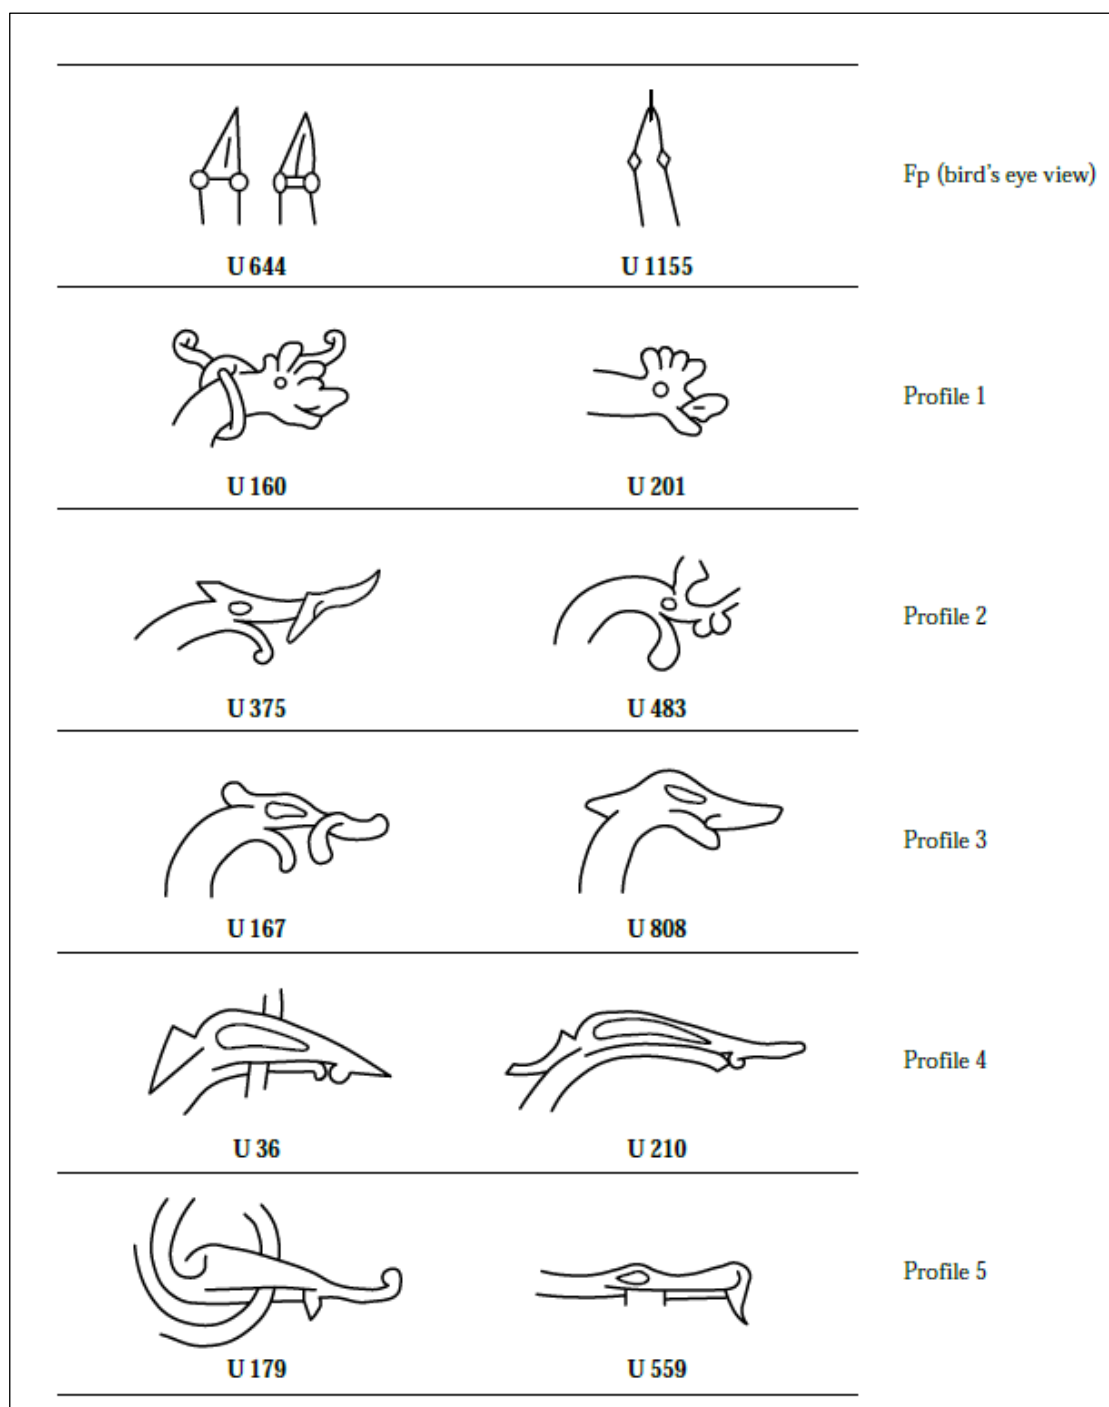 Fp (bird's eye view)
U 644 U 1155
Profile 1
U 160 U 201
Profile 2
U 375 U 483
Profile 3
U 167 U 808
Profile 4
U 36 U 210
Profile 5
U 179 U 559